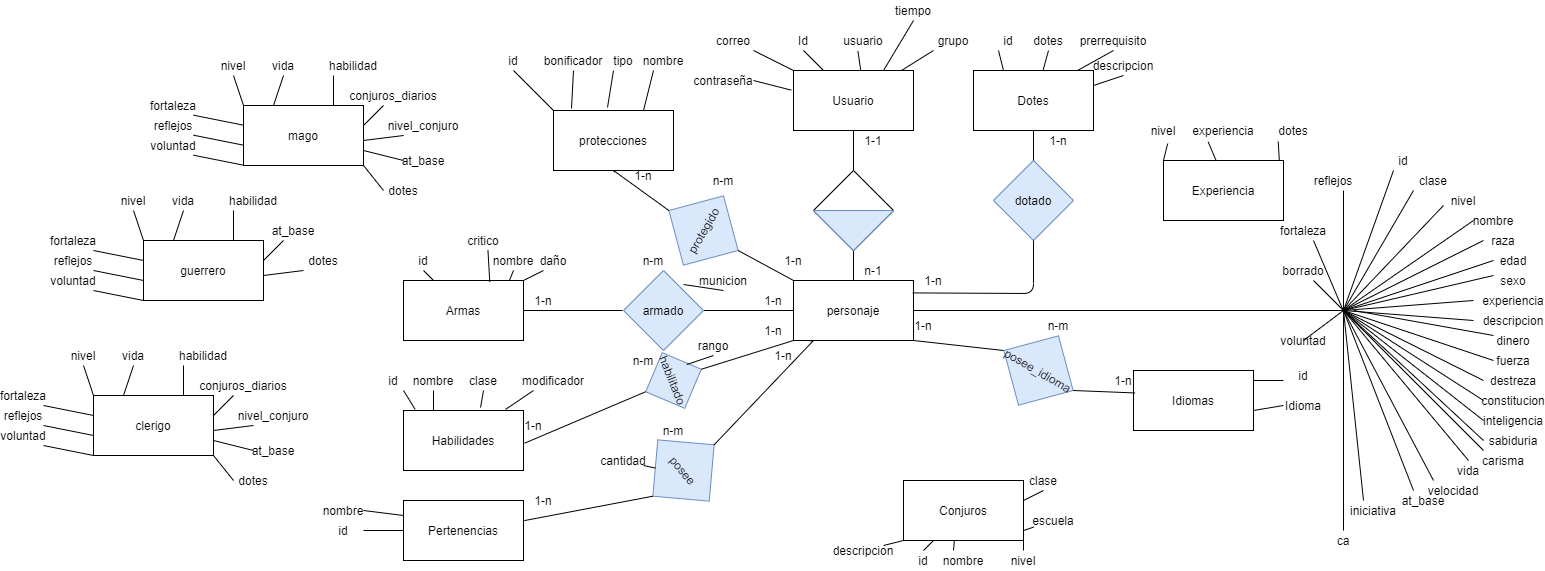 tiempo
correo
Id
usuario
grupo
contraseña
Usuario
1-1
id
dotes
prerrequisito
descripcion
Dotes
1-n
dotado
id
bonificador
tipo
nombre
protecciones
1-n
n-m
protegido
1-n
nivel
vida
habilidad
fortaleza
reflejos
voluntad
mago
conjuros_diarios
nivel_conjuro
at_base
dotes
nivel
experiencia
dotes
Experiencia
nivel
vida
habilidad
fortaleza
reflejos
voluntad
guerrero
at_base
dotes
critico
id
nombre
daño
Armas
1-n
n-m
armado
municion
1-n
n-1
1-n
personaje
1-n
reflejos
id
clase
nivel
nombre
raza
edad
sexo
experiencia
descripcion
dinero
fuerza
destreza
constitucion
inteligencia
sabiduria
carisma
vida
velocidad
at_base
iniciativa
ca
fortaleza
borrado
voluntad
nivel
vida
habilidad
fortaleza
reflejos
voluntad
clerigo
conjuros_diarios
nivel_conjuro
at_base
dotes
id
nombre
clase
modificador
Habilidades
1-n
n-m
habilitado
rango
1-n
1-n
n-m
posee_idioma
1-n
Idiomas
id
Idioma
n-m
cantidad
posee
1-n
nombre
id
Pertenencias
Conjuros
clase
escuela
descripcion
id
nombre
nivel